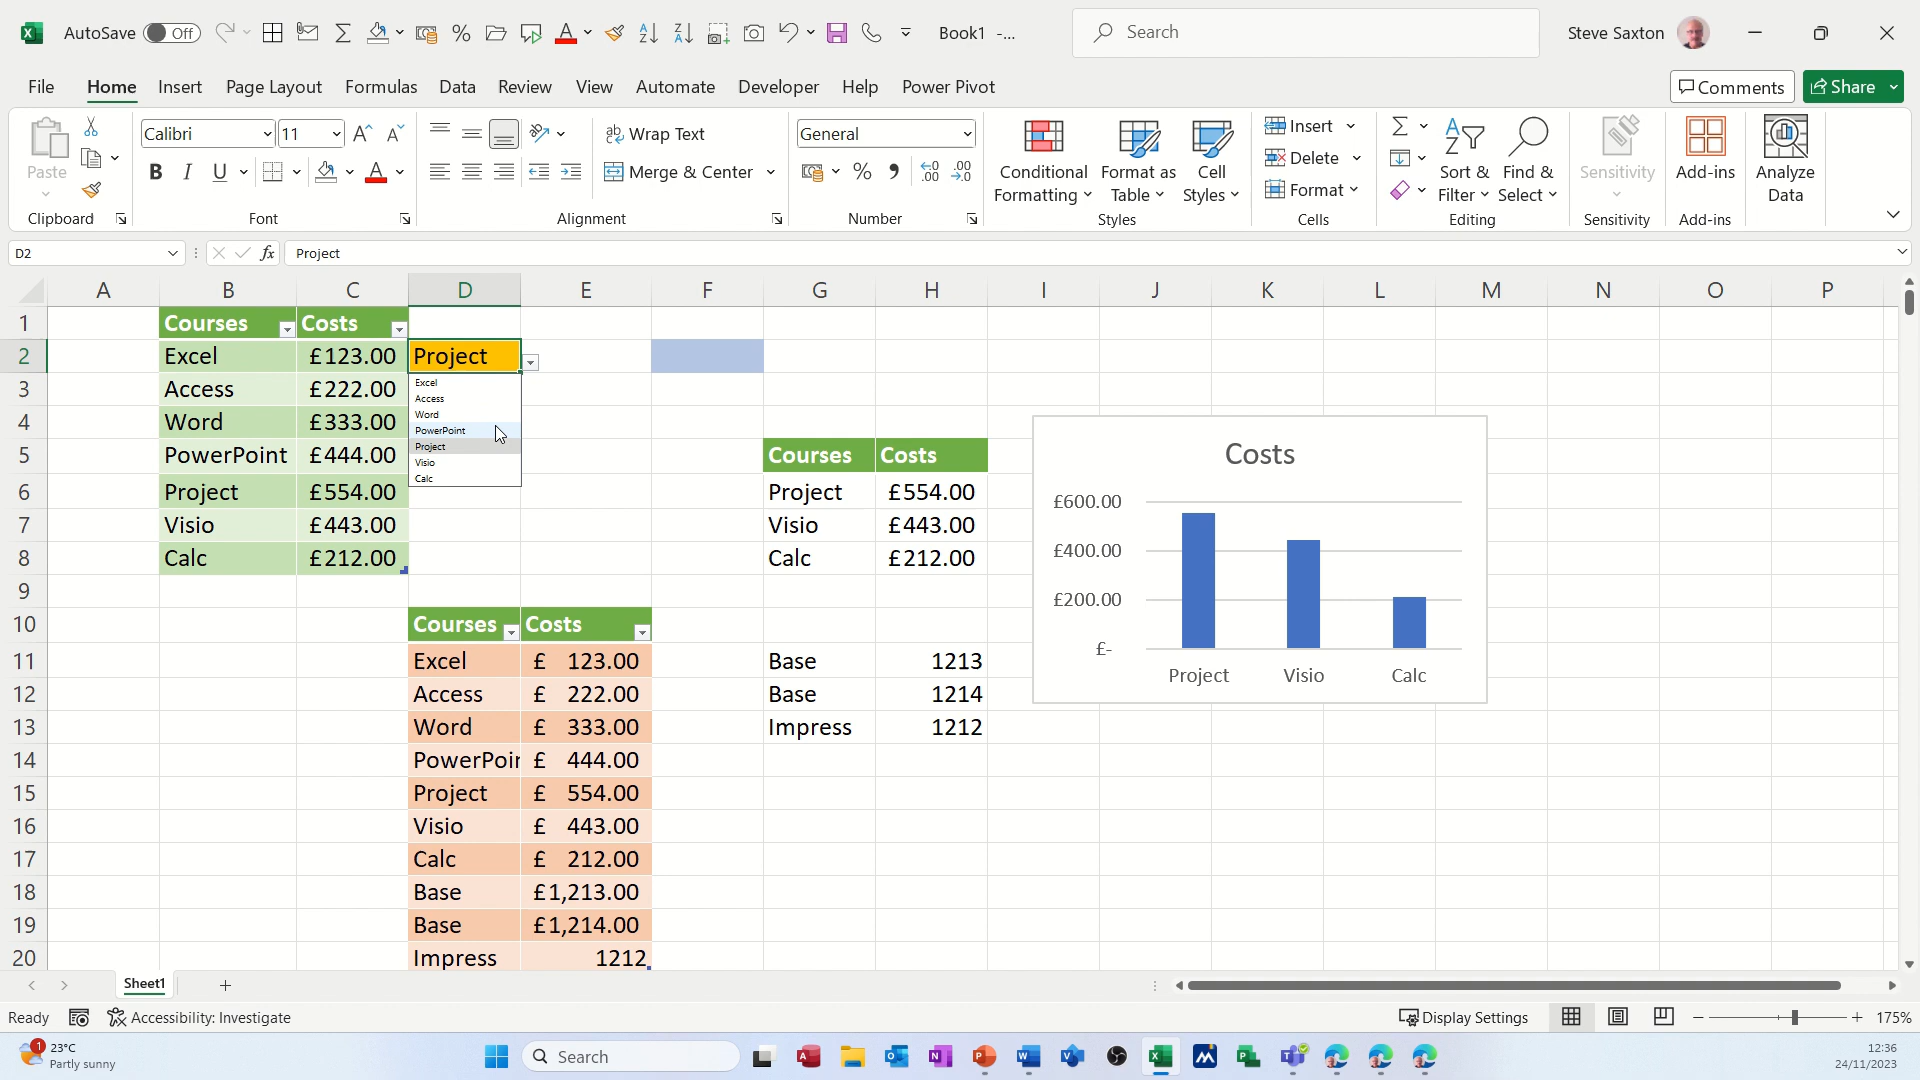 AutoSave Off Book1 -... Search Steve Saxton
File Home Insert Page Layout Formulas Data Review View Automate Developer Help Power Pivot Comments Share
Paste
Clipboard
Calibri 11
B I U
Font
Wrap Text
Merge & Center
Alignment
General
Number
Conditional Formatting
Format as Table
Cell Styles
Styles
Insert
Delete
Format
Cells
Sort & Filter
Find & Select
Editing
Sensitivity
Sensitivity
Add-ins
Add-ins
Analyze Data
D2 fx Project
A B C D E F G H I J K L M N O P
1 Courses Costs
2 Excel £123.00 Project
3 Access £222.00
4 Word £333.00
5 PowerPoint £444.00 Courses Costs
6 Project £554.00 Project £554.00
7 Visio £443.00 Visio £443.00
8 Calc £212.00 Calc £212.00
Excel
Access
Word
PowerPoint
Project
Visio
Calc
Costs
£600.00
£400.00
£200.00
£-
Project Visio Calc
9
10 Courses Costs
11 Excel £ 123.00 Base 1213
12 Access £ 222.00 Base 1214
13 Word £ 333.00 Impress 1212
14 PowerPoin £ 444.00
15 Project £ 554.00
16 Visio £ 443.00
17 Calc £ 212.00
18 Base £1,213.00
19 Base £1,214.00
20 Impress 1212
Sheet1
Ready Accessibility: Investigate Display Settings 175%
1 23°C
Partly sunny
Search
12:36
24/11/2023